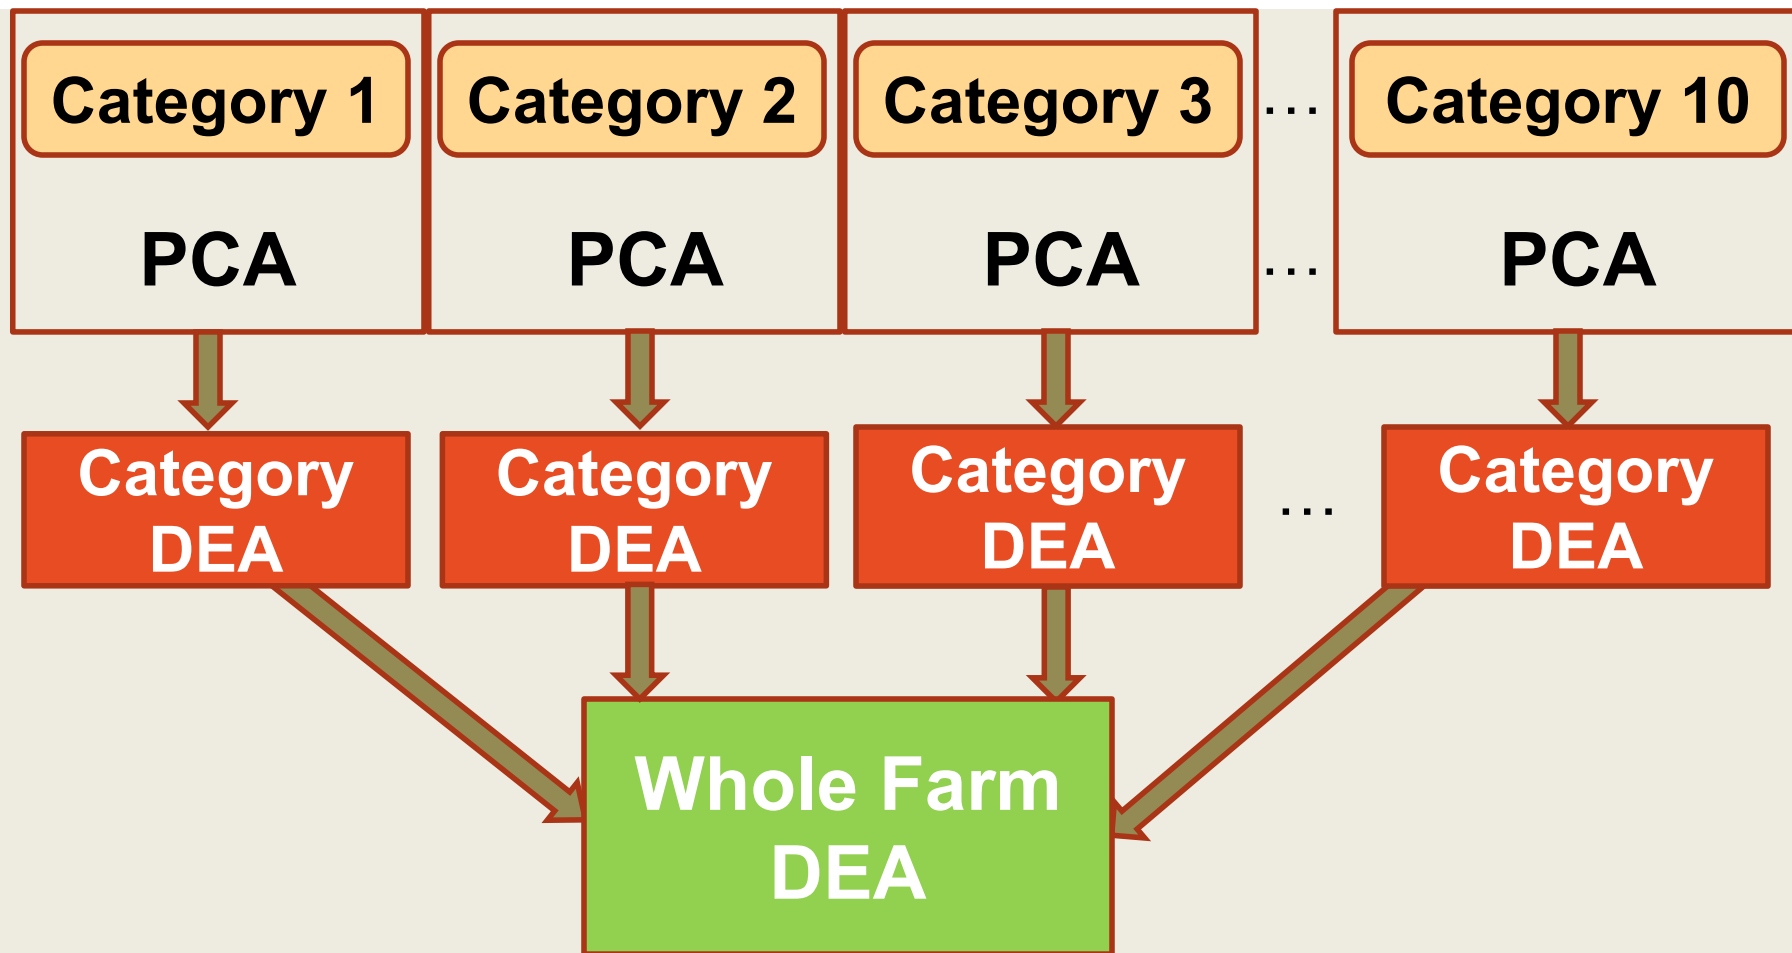 Category 1 Category 2 Category 3 ... Category 10
PCA PCA PCA ... PCA
Category Category Category Category
DEA DEA DEA ... DEA
Whole Farm
DEA